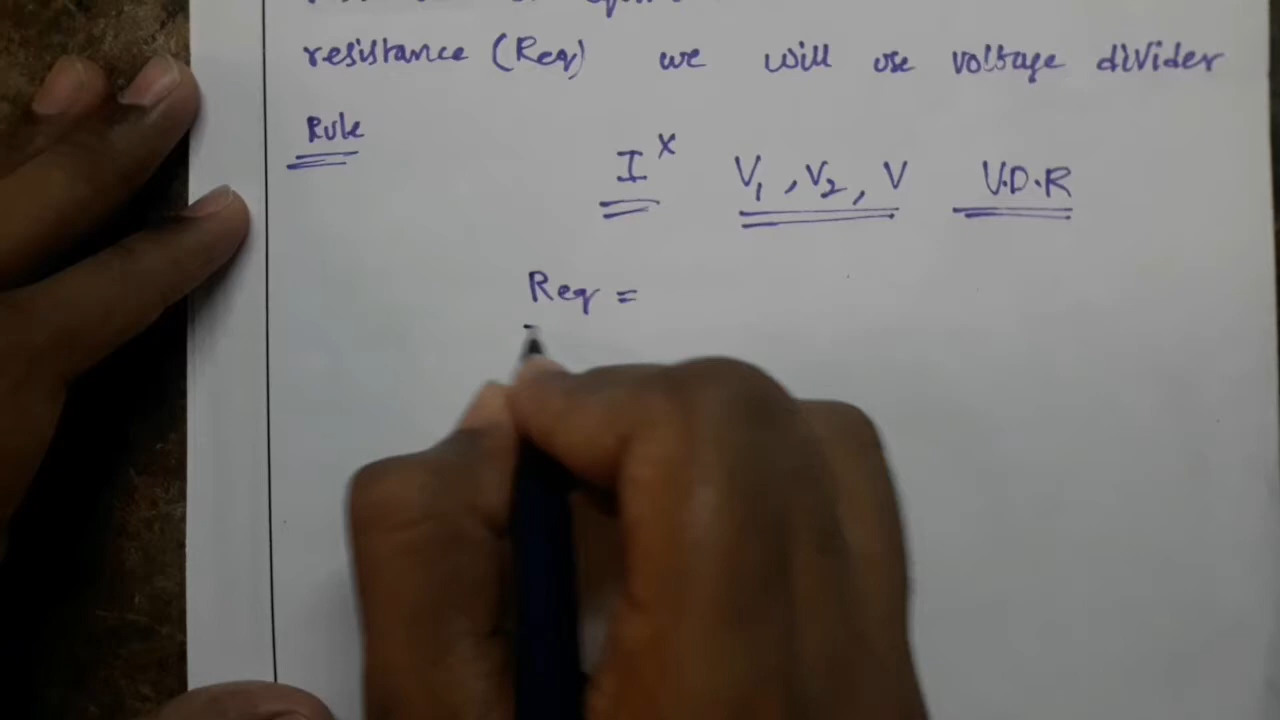 resistance (Req) we will use voltage divider
Rule
I x V1, V2, V V.D.R
Req =